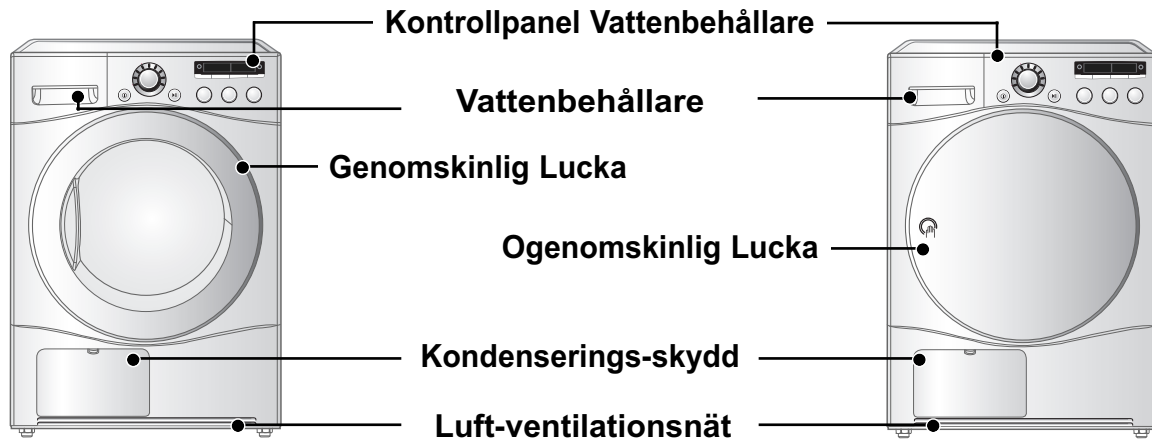 Kontrollpanel Vattenbehållare
Vattenbehållare
Genomskinlig Lucka
Ogenomskinlig Lucka
Kondenserings-skydd
Luft-ventilationsnät